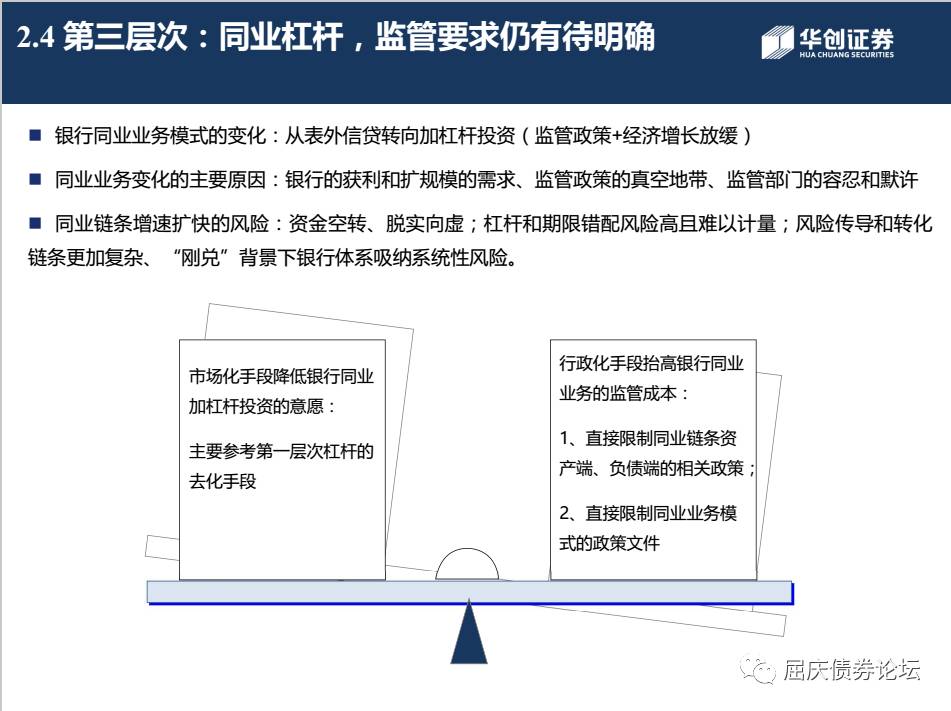 2.4 第三层次：同业杠杆，监管要求仍有待明确
华创证券
HUA CHUANG SECURITIES
■ 银行同业业务模式的变化：从表外信贷转向加杠杆投资（监管政策+经济增长放缓）
■ 同业业务变化的主要原因：银行的获利和扩规模的需求、监管政策的真空地带、监管部门的容忍和默许
■ 同业链条增速扩快的风险：资金空转、脱实向虚；杠杆和期限错配风险高且难以计量；风险传导和转化
链条更加复杂、“刚兑”背景下银行体系吸纳系统性风险。
市场化手段降低银行同业
加杠杆投资的意愿：
主要参考第一层次杠杆的
去化手段
行政化手段抬高银行同业
业务的监管成本：
1、直接限制同业链条资
产端、负债端的相关政策；
2、直接限制同业业务模
式的政策文件
屈庆债券论坛